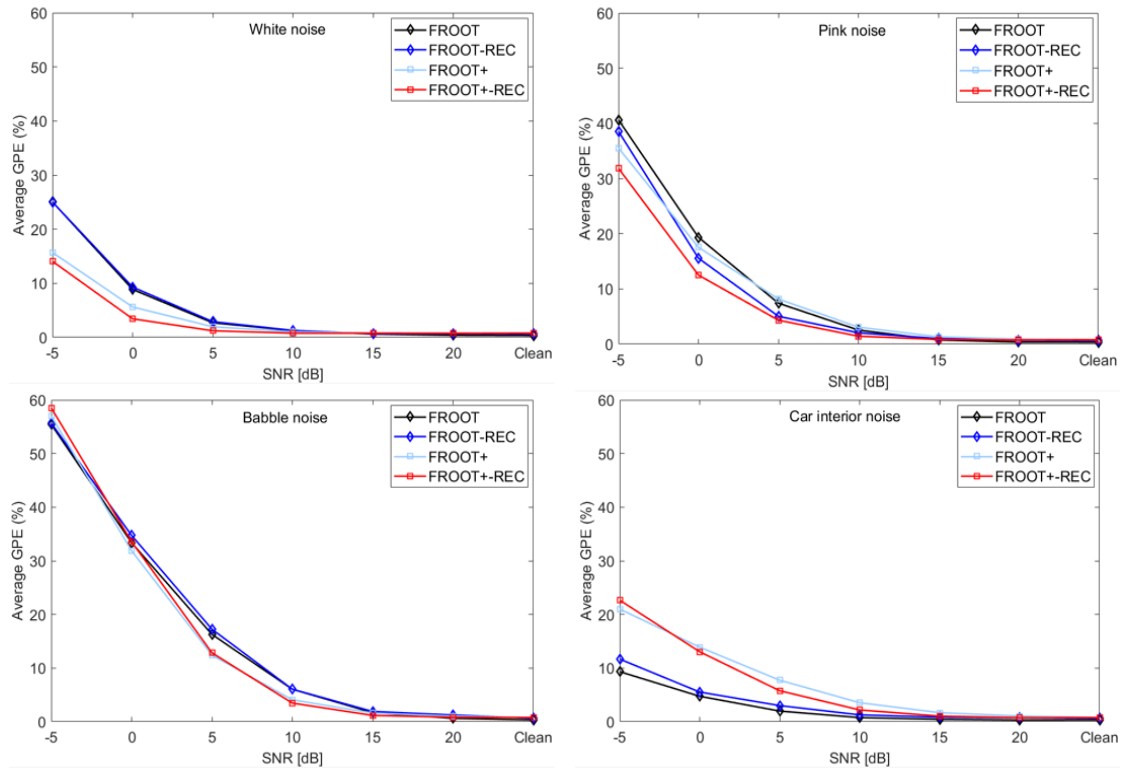 White noise
FROOT
FROOT-REC
FROOT+
FROOT+-REC
60
50
40
30
20
10
0
Average GPE (%)
-5 0 5 10 15 20 Clean
SNR [dB]
Pink noise
FROOT
FROOT-REC
FROOT+
FROOT+-REC
60
50
40
30
20
10
0
Average GPE (%)
-5 0 5 10 15 20 Clean
SNR [dB]
Babble noise
FROOT
FROOT-REC
FROOT+
FROOT+-REC
60
50
40
30
20
10
0
Average GPE (%)
-5 0 5 10 15 20 Clean
SNR [dB]
Car interior noise
FROOT
FROOT-REC
FROOT+
FROOT+-REC
60
50
40
30
20
10
0
Average GPE (%)
-5 0 5 10 15 20 Clean
SNR [dB]